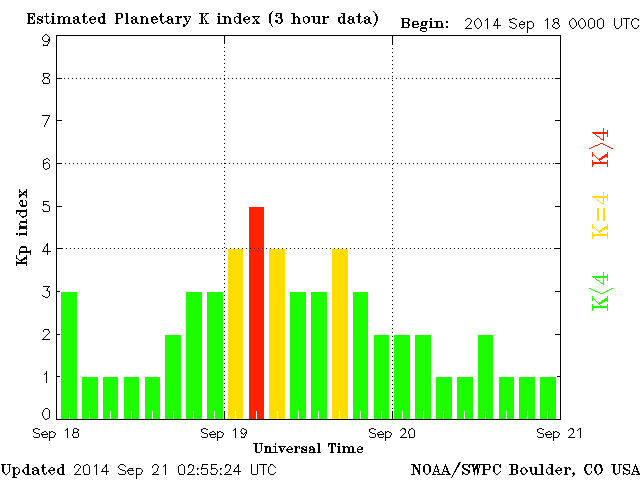 Estimated Planetary K index (3 hour data)
Begin: 2014 Sep 18 0000 UTC
9
8
7
6
5
4
3
2
1
0
Kp index
K>4
K=4
K<4
Sep 18
Sep 19
Sep 20
Sep 21
Universal Time
Updated 2014 Sep 21 02:55:24 UTC
NOAA/SWPC Boulder, CO USA